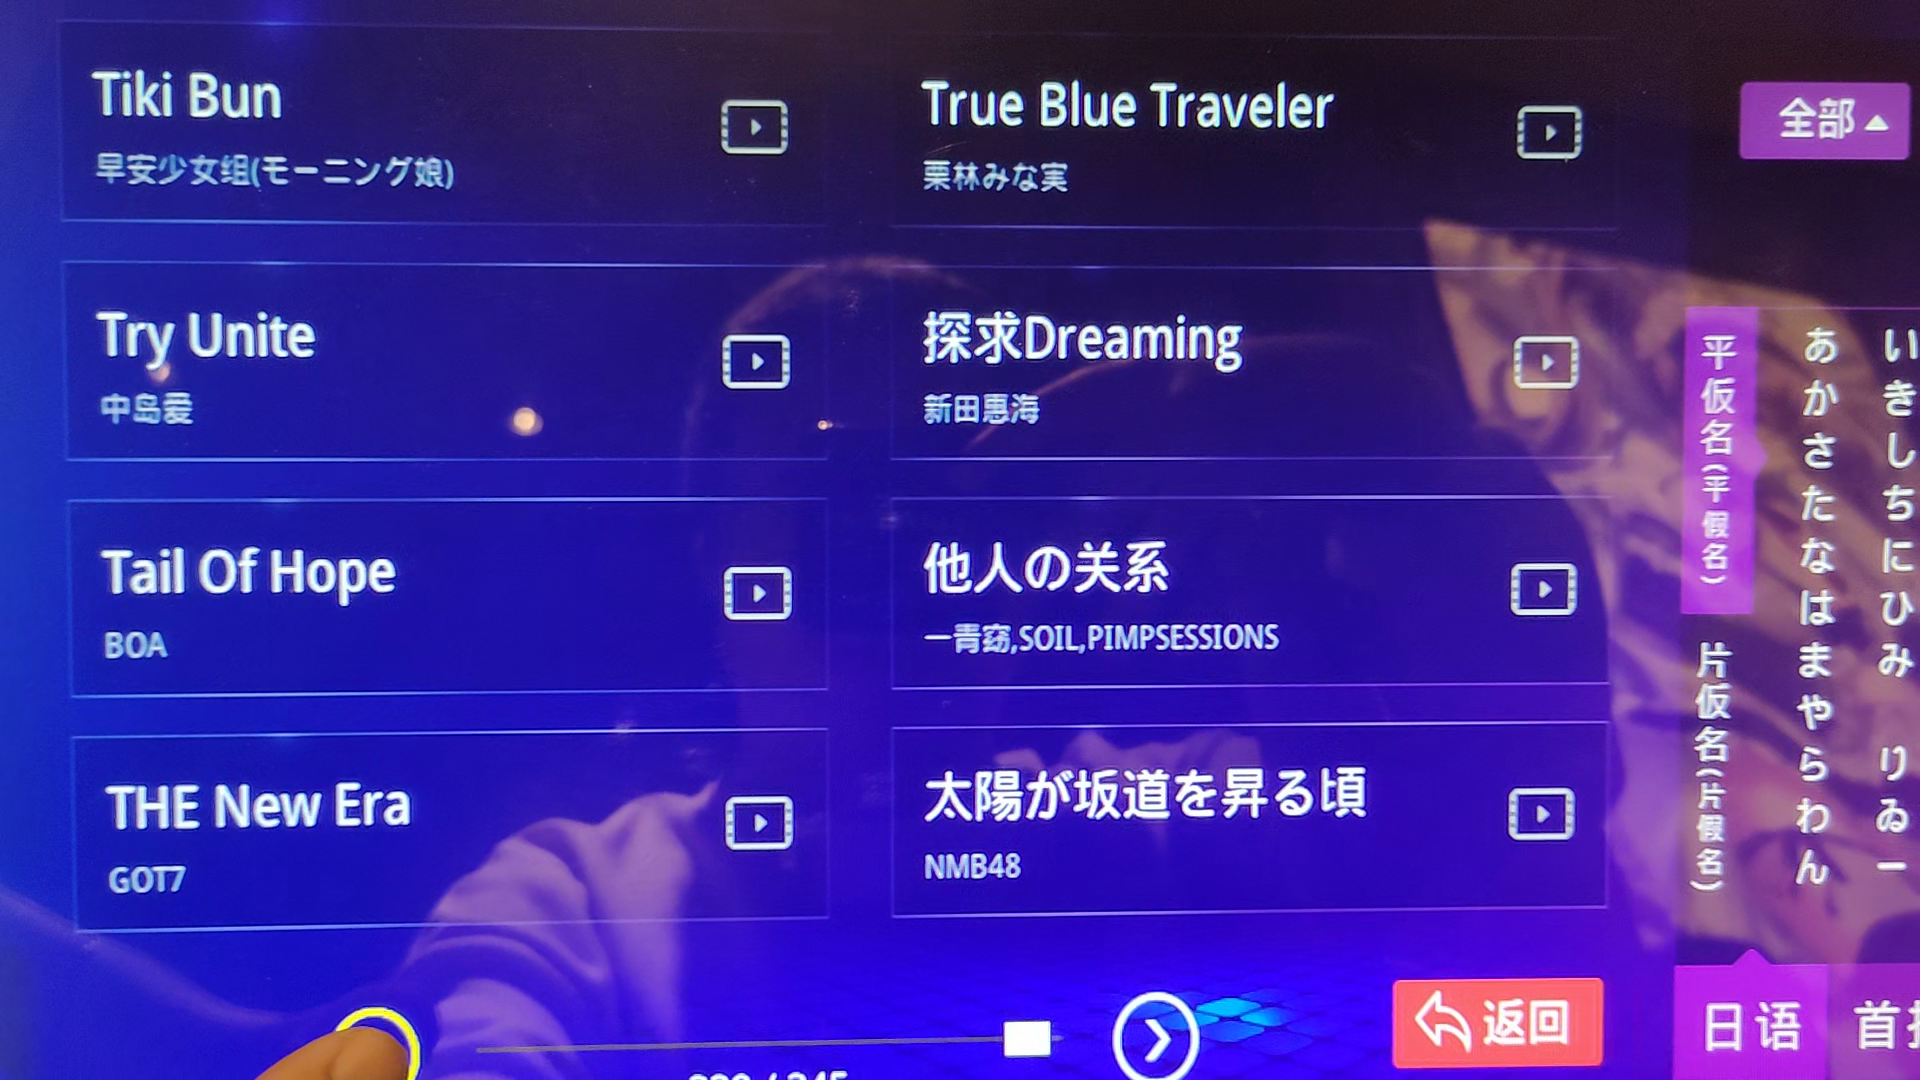 Tiki Bun
早安少女组(モーニング娘)
True Blue Traveler
栗林みな実
Try Unite
中岛爱
探求Dreaming
新田惠海
Tail Of Hope
BOA
他人の关系
一青窈,SOIL,PIMPSESSIONS
THE New Era
GOT7
太陽が坂道を昇る頃
NMB48
返回
全部
平仮名(平假名)
片仮名(片假名)
あかさたなはまやらわん
いきしちにひみ りゐー
日语
首